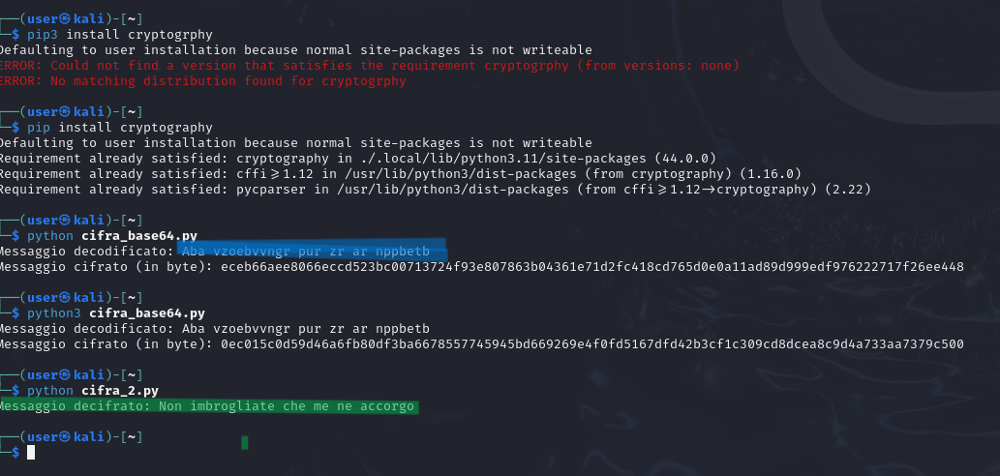 ┌──(user㉿kali)-[~]
└─$ pip3 install cryptogrphy
Defaulting to user installation because normal site-packages is not writeable
ERROR: Could not find a version that satisfies the requirement cryptogrphy (from versions: none)
ERROR: No matching distribution found for cryptogrphy
┌──(user㉿kali)-[~]
└─$ pip install cryptography
Defaulting to user installation because normal site-packages is not writeable
Requirement already satisfied: cryptography in ./.local/lib/python3.11/site-packages (44.0.0)
Requirement already satisfied: cffi≥1.12 in /usr/lib/python3/dist-packages (from cryptography) (1.16.0)
Requirement already satisfied: pycparser in /usr/lib/python3/dist-packages (from cffi≥1.12→cryptography) (2.22)
┌──(user㉿kali)-[~]
└─$ python cifra_base64.py
Messaggio decodificato: Aba vzoebvvngr pur zr ar nppbetb
Messaggio cifrato (in byte): eceb66aee8066eccd523bc00713724f93e807863b04361e71d2fc418cd765d0e0a11ad89d999edf976222717f26ee448
┌──(user㉿kali)-[~]
└─$ python3 cifra_base64.py
Messaggio decodificato: Aba vzoebvvngr pur zr ar nppbetb
Messaggio cifrato (in byte): 0ec015c0d59d46a6fb80df3ba6678557745945bd669269e4f0fd5167dfd42b3cf1c309cd8dcea8c9d4a733aa7379c500
┌──(user㉿kali)-[~]
└─$ python cifra_2.py
Messaggio decifrato: Non imbrogliate che me ne accorgo
┌──(user㉿kali)-[~]
└─$